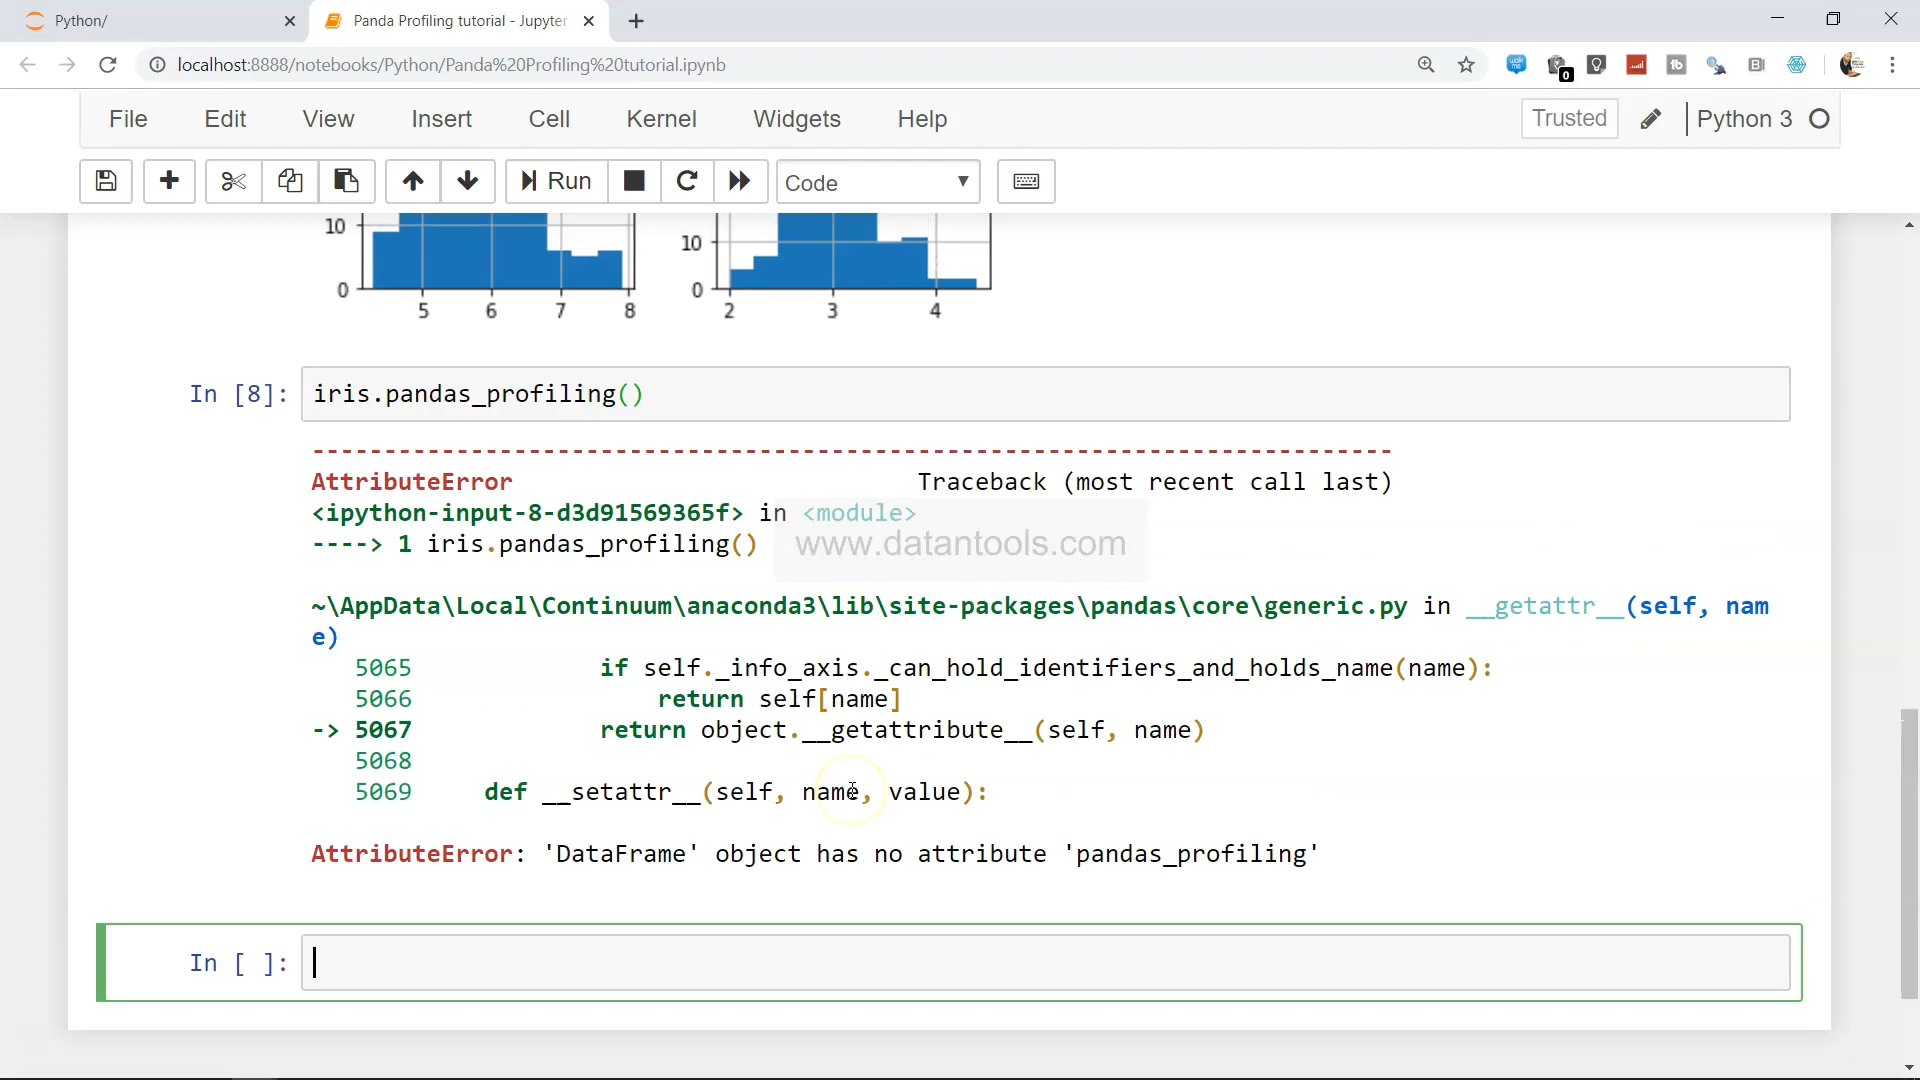 Python/
Panda Profiling tutorial - Jupyter
localhost:8888/notebooks/Python/Panda%20Profiling%20tutorial.ipynb
0
tb
B
File Edit View Insert Cell Kernel Widgets Help Trusted Python 3
Run Code
10 10
0 0
5 6 7 8 2 3 4
In [8]: iris.pandas_profiling()
---------------------------------------------------------------------------
AttributeError Traceback (most recent call last)
<ipython-input-8-d3d91569365f> in <module>
----> 1 iris.pandas_profiling()
www.datantools.com
~\AppData\Local\Continuum\anaconda3\lib\site-packages\pandas\core\generic.py in __getattr__(self, nam
e)
5065 if self._info_axis._can_hold_identifiers_and_holds_name(name):
5066 return self[name]
-> 5067 return object.__getattribute__(self, name)
5068
5069 def __setattr__(self, name, value):
AttributeError: 'DataFrame' object has no attribute 'pandas_profiling'
In [ ]: